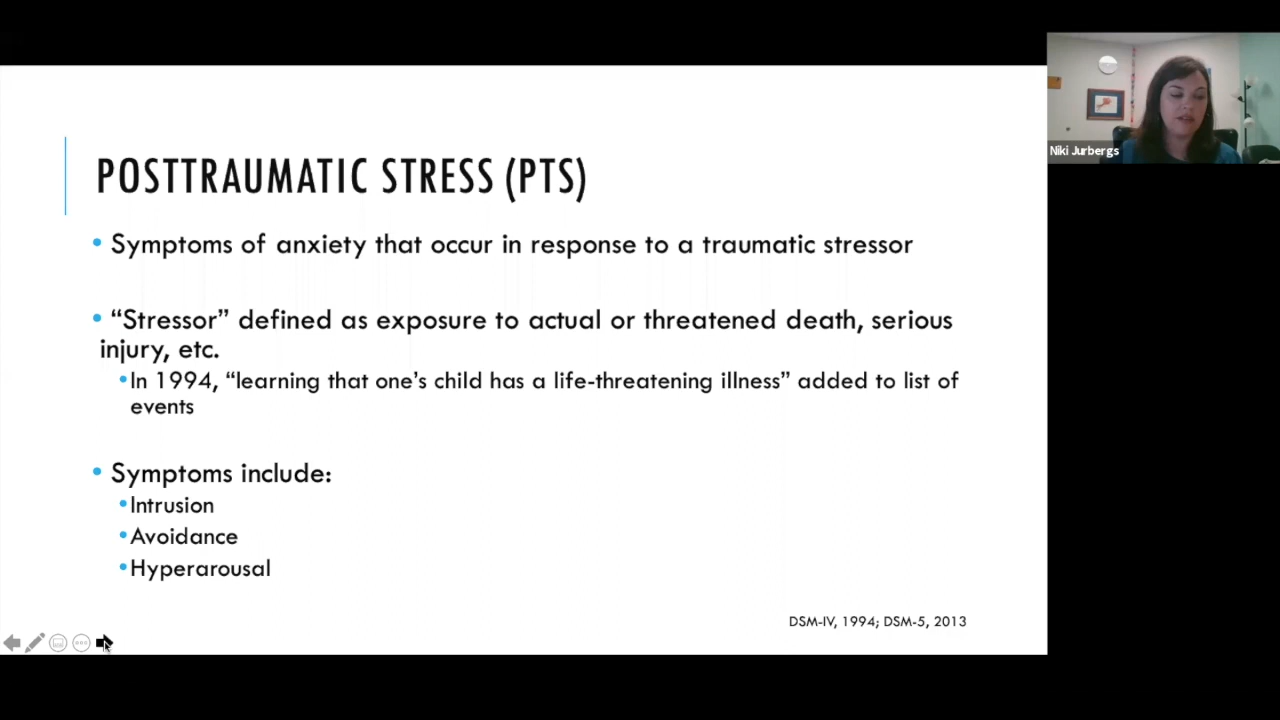 POSTTRAUMATIC STRESS (PTS)
• Symptoms of anxiety that occur in response to a traumatic stressor
• “Stressor” defined as exposure to actual or threatened death, serious
injury, etc.
•In 1994, “learning that one’s child has a life-threatening illness” added to list of
events
• Symptoms include:
•Intrusion
•Avoidance
•Hyperarousal
DSM-IV, 1994; DSM-5, 2013
Niki Jurbergs